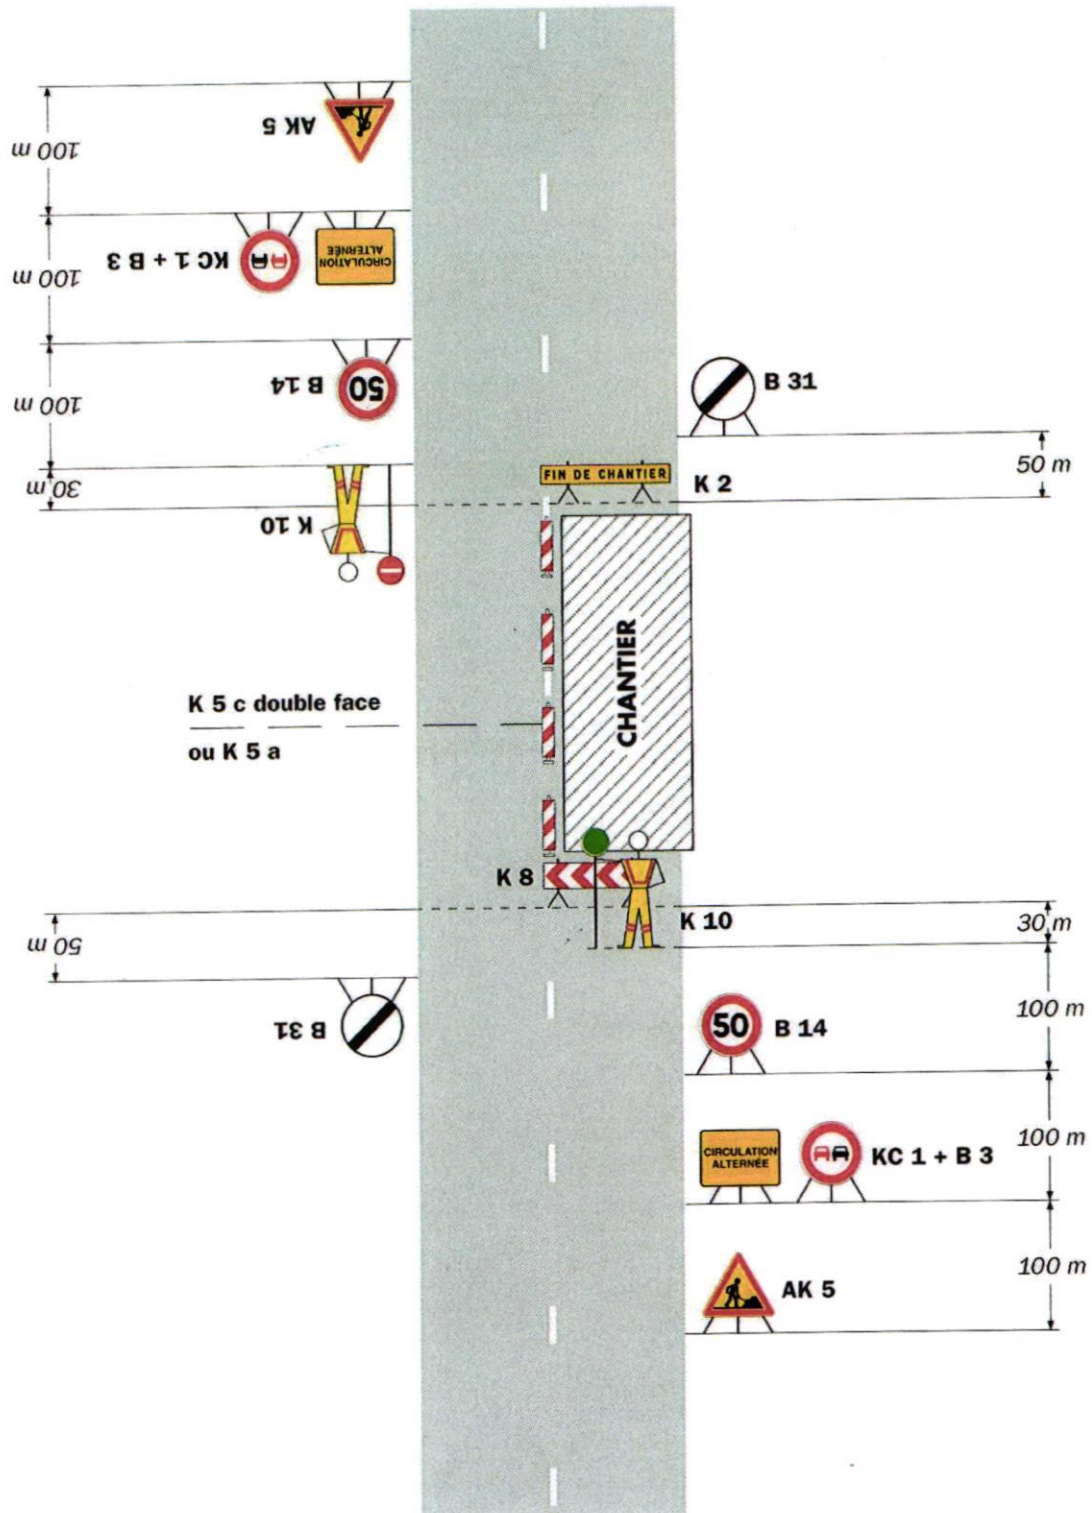 AK 5
100 m
KC 1 + B 3
CIRCULATION
ALTERNÉE
100 m
B 14
50
100 m
B 31
50 m
30 m
K 10
FIN DE CHANTIER
K 2
CHANTIER
K 5 c double face
ou K 5 a
K 8
K 10
30 m
50 m
B 31
100 m
50
B 14
100 m
CIRCULATION
ALTERNÉE
KC 1 + B 3
100 m
AK 5